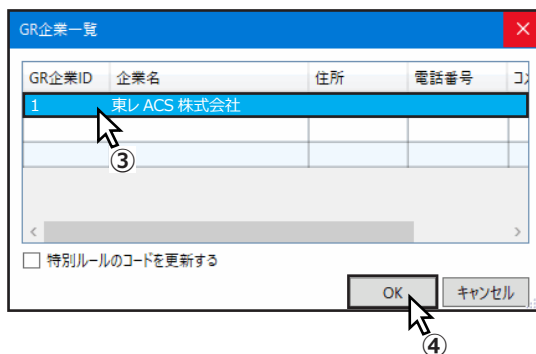 GR企業一覧
GR企業ID 企業名 住所 電話番号
1 東レ ACS 株式会社
③
特別ルールのコードを更新する
OK キャンセル
④